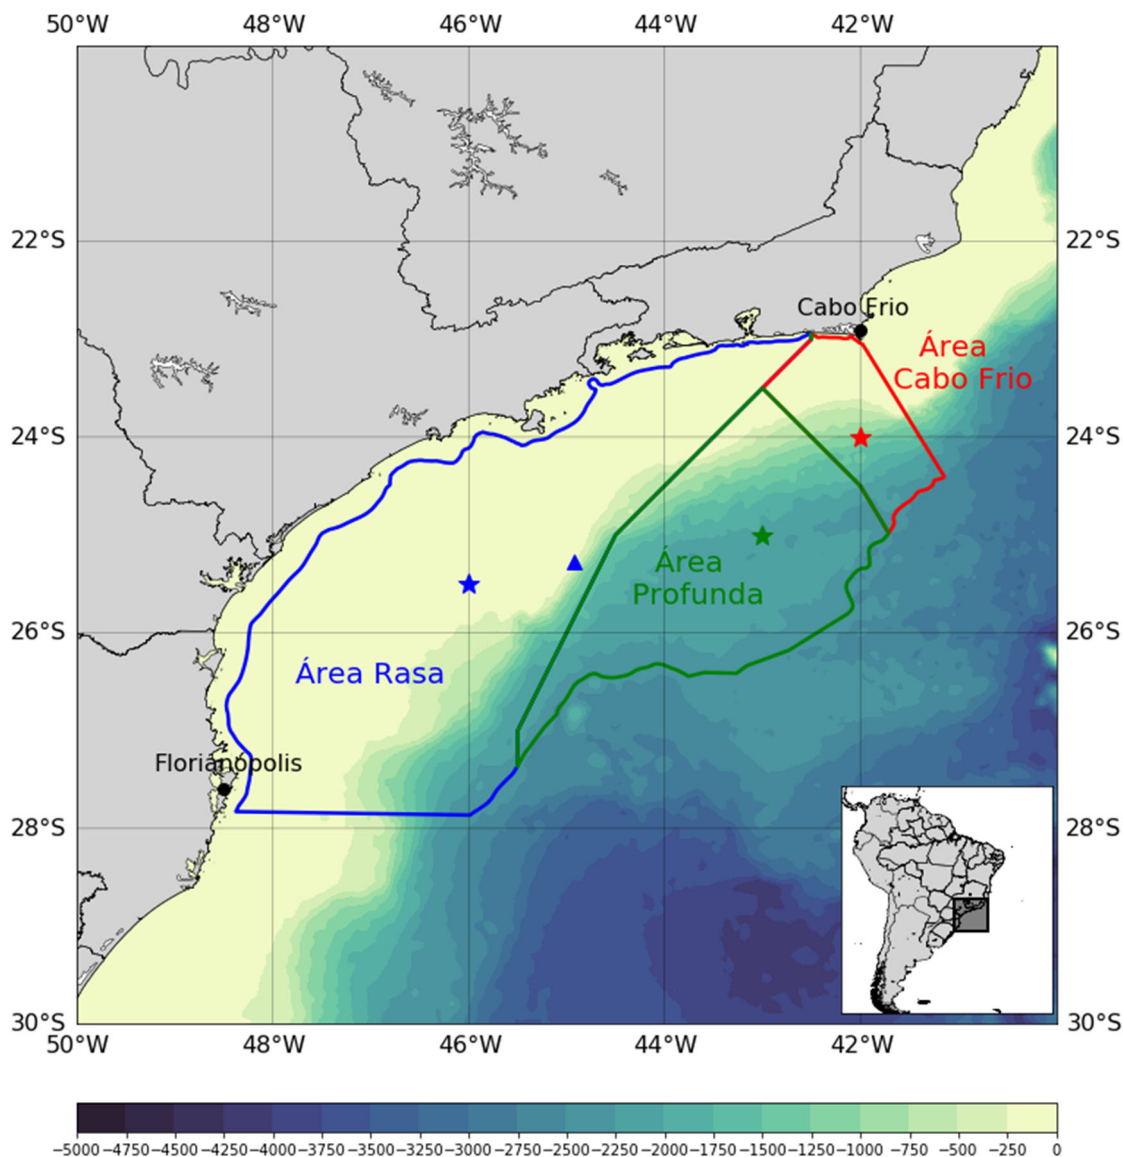 50°W 48°W 46°W 44°W 42°W
22°S 22°S
Cabo Frio
Área
Cabo Frio
24°S 24°S
Área
Profunda
26°S 26°S
Área Rasa
Florianópolis
28°S 28°S
30°S 30°S
50°W 48°W 46°W 44°W 42°W
−5000 −4750 −4500 −4250 −4000 −3750 −3500 −3250 −3000 −2750 −2500 −2250 −2000 −1750 −1500 −1250 −1000 −750 −500 −250 0